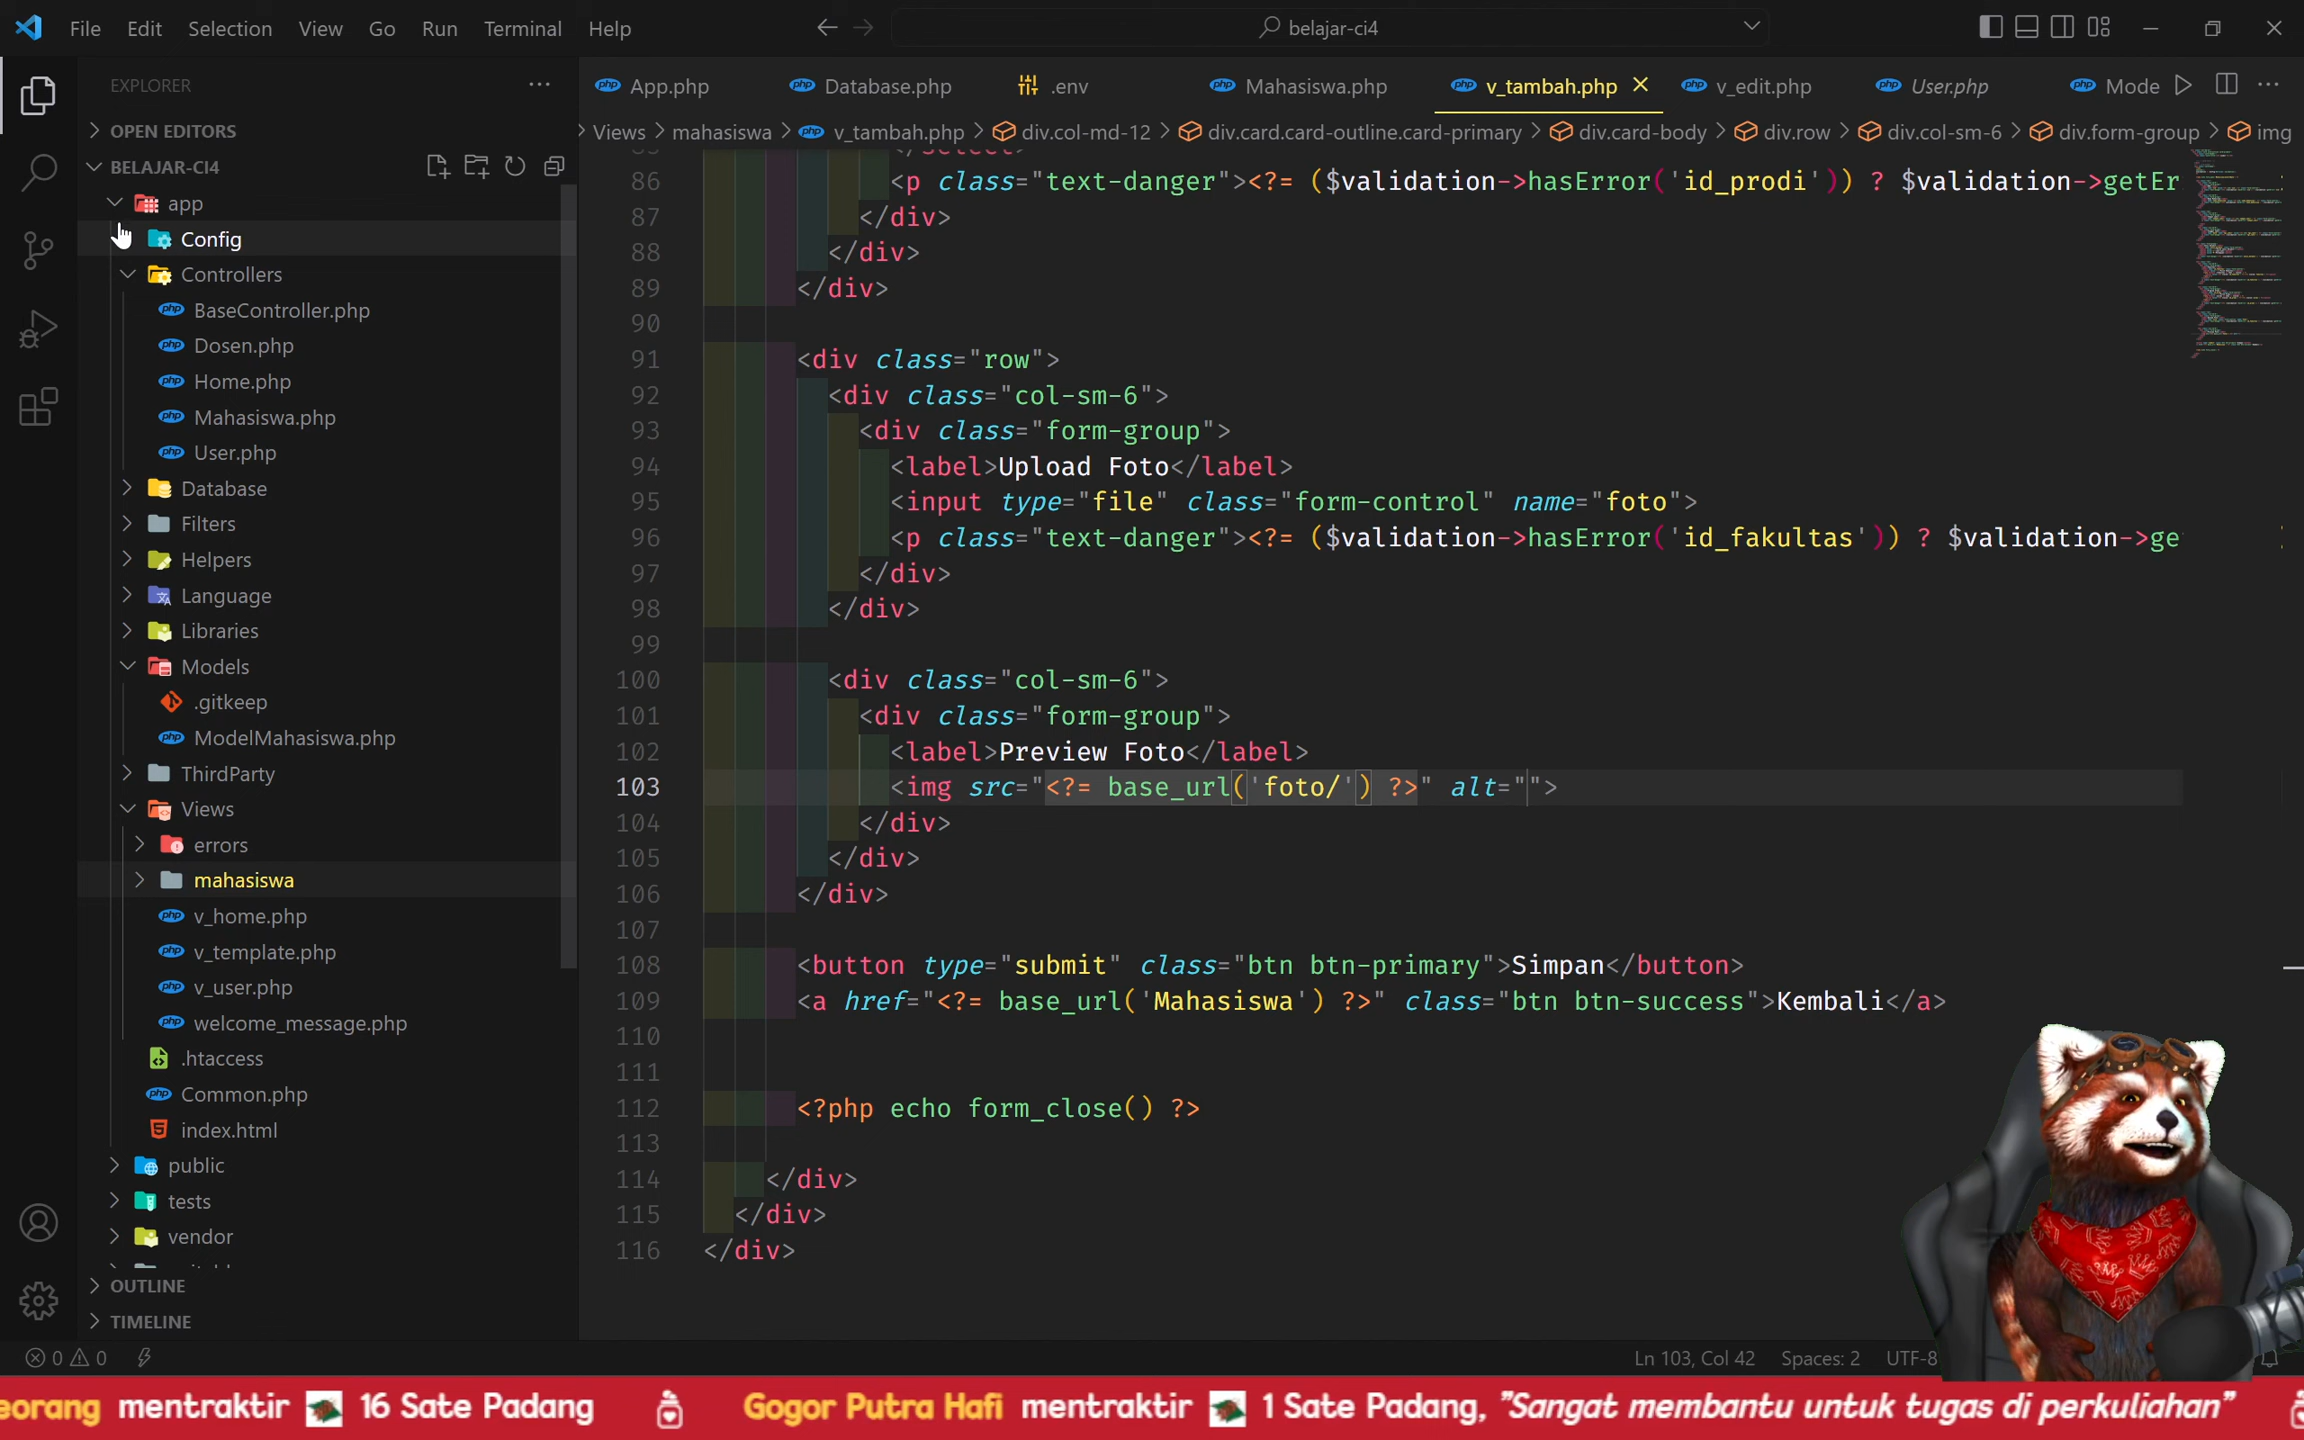 File Edit Selection View Go Run Terminal Help
belajar-ci4
EXPLORER
OPEN EDITORS
BELAJAR-CI4
app
Config
Controllers
BaseController.php
Dosen.php
Home.php
Mahasiswa.php
User.php
Database
Filters
Helpers
Language
Libraries
Models
.gitkeep
ModelMahasiswa.php
ThirdParty
Views
errors
mahasiswa
v_home.php
v_template.php
v_user.php
welcome_message.php
.htaccess
Common.php
index.html
public
tests
vendor
OUTLINE
TIMELINE
App.php Database.php .env Mahasiswa.php v_tambah.php v_edit.php User.php Mode
Views > mahasiswa > v_tambah.php > div.col-md-12 > div.card.card-outline.card-primary > div.card-body > div.row > div.col-sm-6 > div.form-group > img
86 <p class="text-danger"><?= ($validation->hasError('id_prodi')) ? $validation->getEr
87 </div>
88 </div>
89 </div>
90
91 <div class="row">
92 <div class="col-sm-6">
93 <div class="form-group">
94 <label>Upload Foto</label>
95 <input type="file" class="form-control" name="foto">
96 <p class="text-danger"><?= ($validation->hasError('id_fakultas')) ? $validation->ge
97 </div>
98 </div>
99
100 <div class="col-sm-6">
101 <div class="form-group">
102 <label>Preview Foto</label>
103 <img src="<?= base_url('foto/') ?>" alt="">
104 </div>
105 </div>
106 </div>
107
108 <button type="submit" class="btn btn-primary">Simpan</button>
109 <a href="<?= base_url('Mahasiswa') ?>" class="btn btn-success">Kembali</a>
110
111
112 <?php echo form_close() ?>
113
114 </div>
115 </div>
116 </div>
0 0 Ln 103, Col 42 Spaces: 2 UTF-8
eorang mentraktir 16 Sate Padang Gogor Putra Hafi mentraktir 1 Sate Padang, "Sangat membantu untuk tugas di perkuliahan"